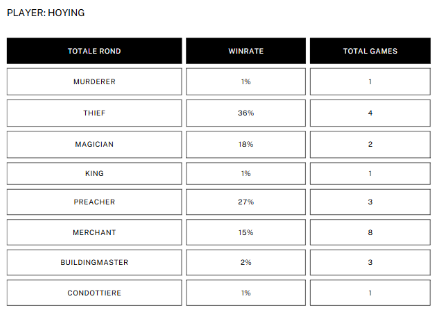 PLAYER: HOYING
TOTALE ROND WINRATE TOTAL GAMES
MURDERER 1% 1
THIEF 36% 4
MAGICIAN 18% 2
KING 1% 1
PREACHER 27% 3
MERCHANT 15% 8
BUILDINGMASTER 2% 3
CONDOTTIERE 1% 1